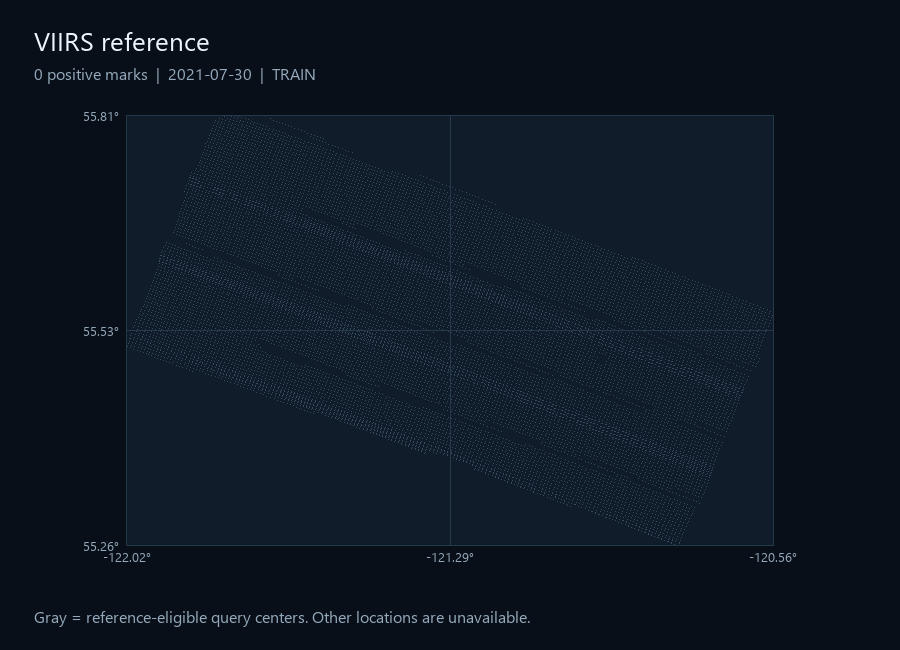 VIIRS reference
0 positive marks | 2021-07-30 | TRAIN
55.81°
55.53°
55.26°
-122.02° -121.29° -120.56°
Gray = reference-eligible query centers. Other locations are unavailable.